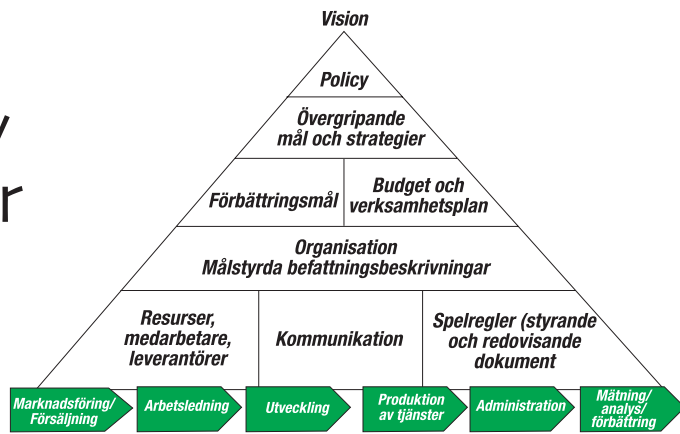 Vision
Policy
Övergripande
mål och strategier
Förbättringsmål
Budget och
verksamhetsplan
Organisation
Målstyrda befattningsbeskrivningar
Resurser,
medarbetare,
leverantörer
Kommunikation
Spelregler (styrande
och redovisande
dokument
Marknadsföring/
Försäljning
Arbetsledning
Utveckling
Produktion
av tjänster
Administration
Mätning/
analys/
förbättring